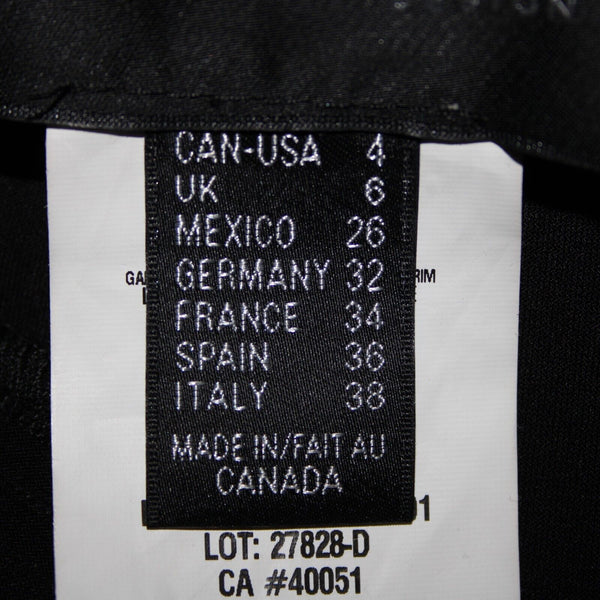 CAN-USA 4
UK 6
MEXICO 26
GERMANY 32
FRANCE 34
SPAIN 36
ITALY 38
MADE IN/FAIT AU
CANADA
LOT: 27828-D
CA #40051